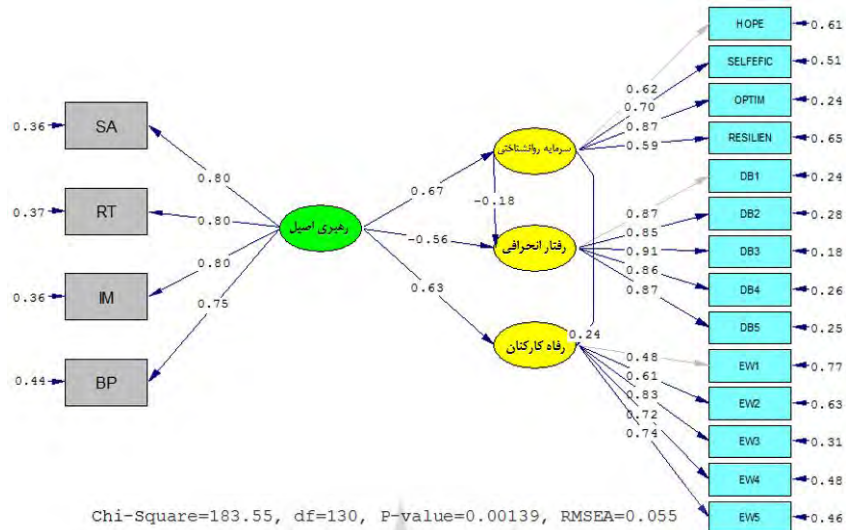 HOPE
0.61
SELFEFIC
0.51
OPTIM
0.24
RESILIEN
0.65
DB1
0.24
DB2
0.28
DB3
0.18
DB4
0.26
DB5
0.25
EW1
0.77
EW2
0.63
EW3
0.31
EW4
0.48
EW5
0.46
0.36
SA
0.37
RT
0.36
IM
0.44
BP
0.80
0.80
0.80
0.75
رهبری اصیل
0.67
-0.56
0.63
سرمایه روانشناختی
-0.18
رفتار انحرافی
رفاه کارکنان
0.24
0.62
0.70
0.87
0.59
0.87
0.85
0.91
0.86
0.87
0.48
0.61
0.83
0.72
0.74
Chi-Square=183.55, df=130, P-value=0.00139, RMSEA=0.055